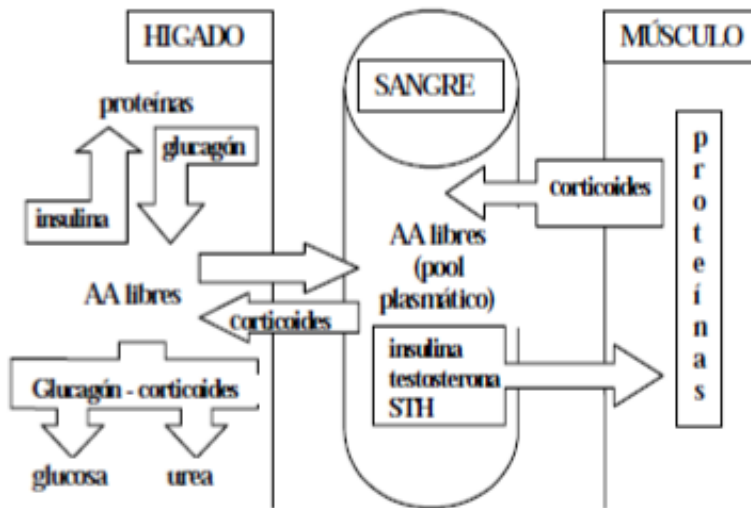 HIGADO
SANGRE
MÚSCULO
proteínas
glucagón
insulina
AA libres
corticoides
Glucagón - corticoides
glucosa
urea
AA libres
(pool
plasmático)
insulina
testosterona
STH
corticoides
proteínas